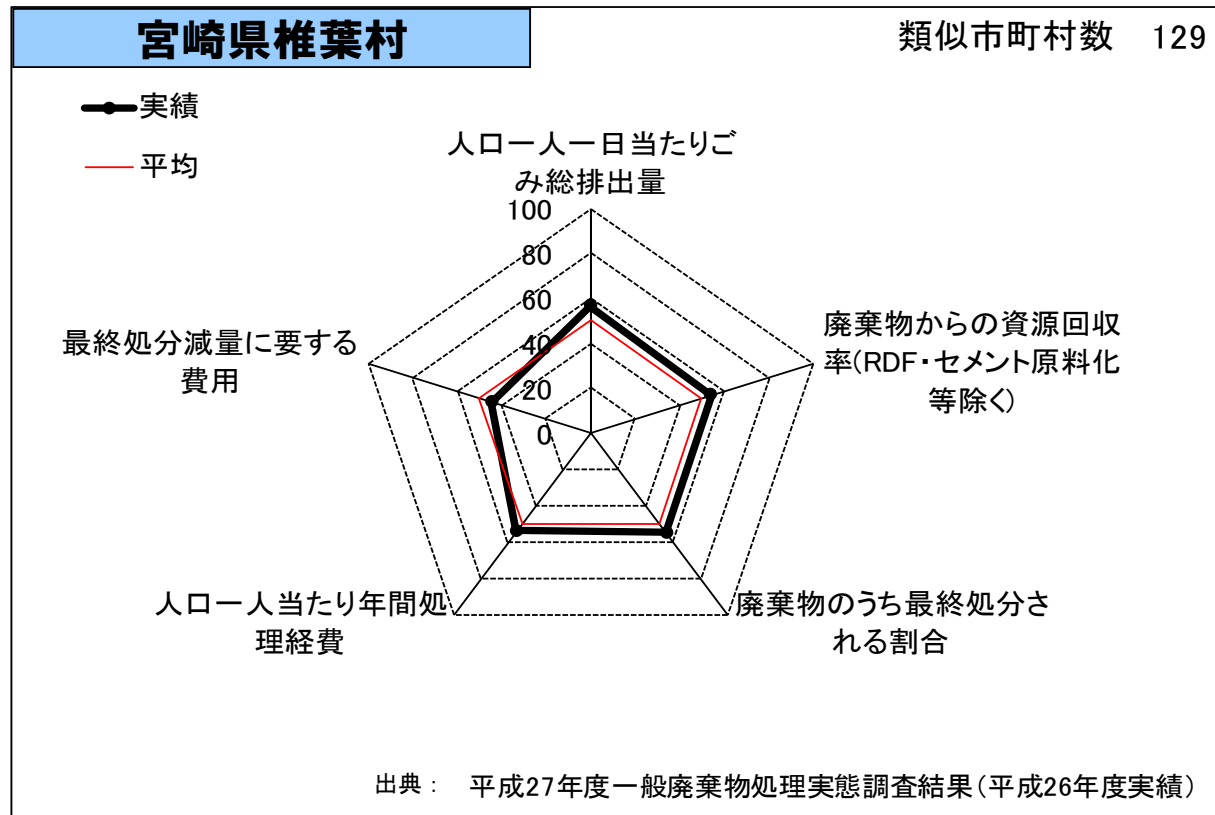 宮崎県椎葉村
類似市町村数 129
実績
平均
人口一人一日当たりご
み総排出量
100
80
60
40
20
0
廃棄物からの資源回収
率(RDF・セメント原料化
等除く)
最終処分減量に要する
費用
人口一人当たり年間処
理経費
廃棄物のうち最終処分さ
れる割合
出典： 平成27年度一般廃棄物処理実態調査結果(平成26年度実績)